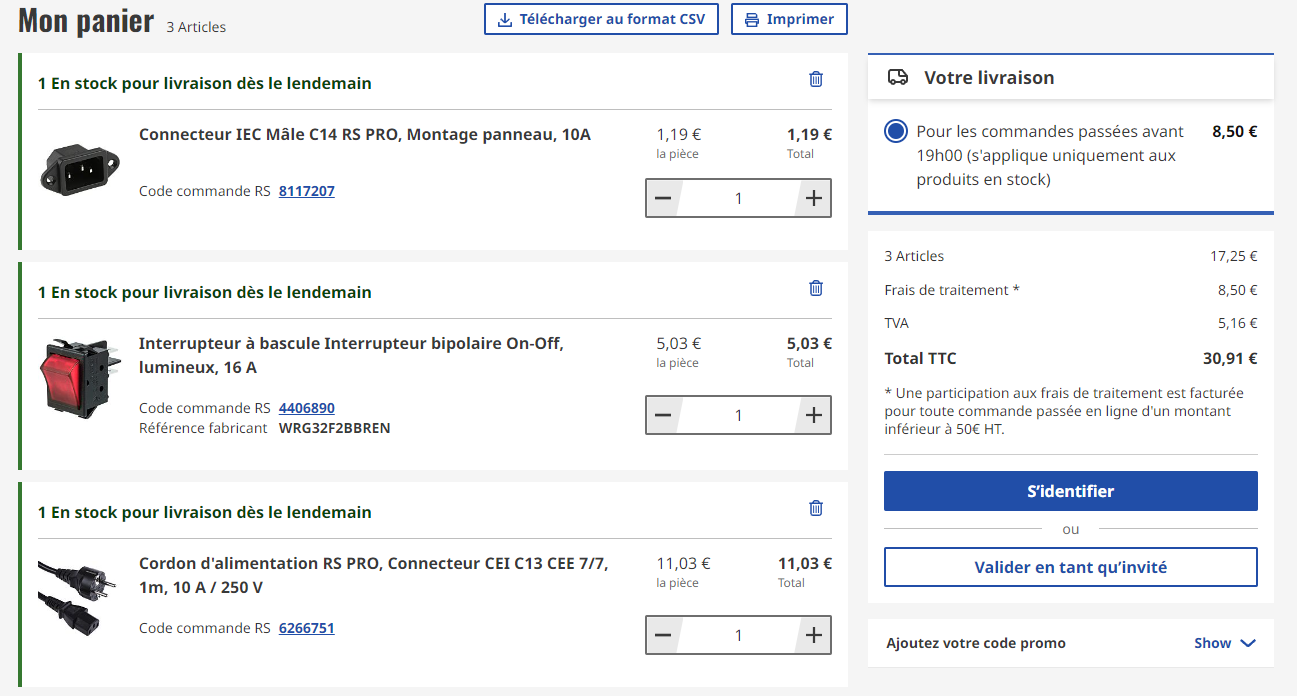 Mon panier 3 Articles
Télécharger au format CSV
Imprimer
1 En stock pour livraison dès le lendemain
Connecteur IEC Mâle C14 RS PRO, Montage panneau, 10A
1,19 € 1,19 €
la pièce Total
Code commande RS 8117207
1
1 En stock pour livraison dès le lendemain
Interrupteur à bascule Interrupteur bipolaire On-Off,
lumineux, 16 A
5,03 € 5,03 €
la pièce Total
Code commande RS 4406890
Référence fabricant WRG32F2BBREN
1
1 En stock pour livraison dès le lendemain
Cordon d'alimentation RS PRO, Connecteur CEI C13 CEE 7/7,
1m, 10 A / 250 V
11,03 € 11,03 €
la pièce Total
Code commande RS 6266751
1
Votre livraison
Pour les commandes passées avant 8,50 €
19h00 (s'applique uniquement aux
produits en stock)
3 Articles 17,25 €
Frais de traitement * 8,50 €
TVA 5,16 €
Total TTC 30,91 €
* Une participation aux frais de traitement est facturée
pour toute commande passée en ligne d'un montant
inférieur à 50€ HT.
S’identifier
ou
Valider en tant qu’invité
Ajoutez votre code promo Show